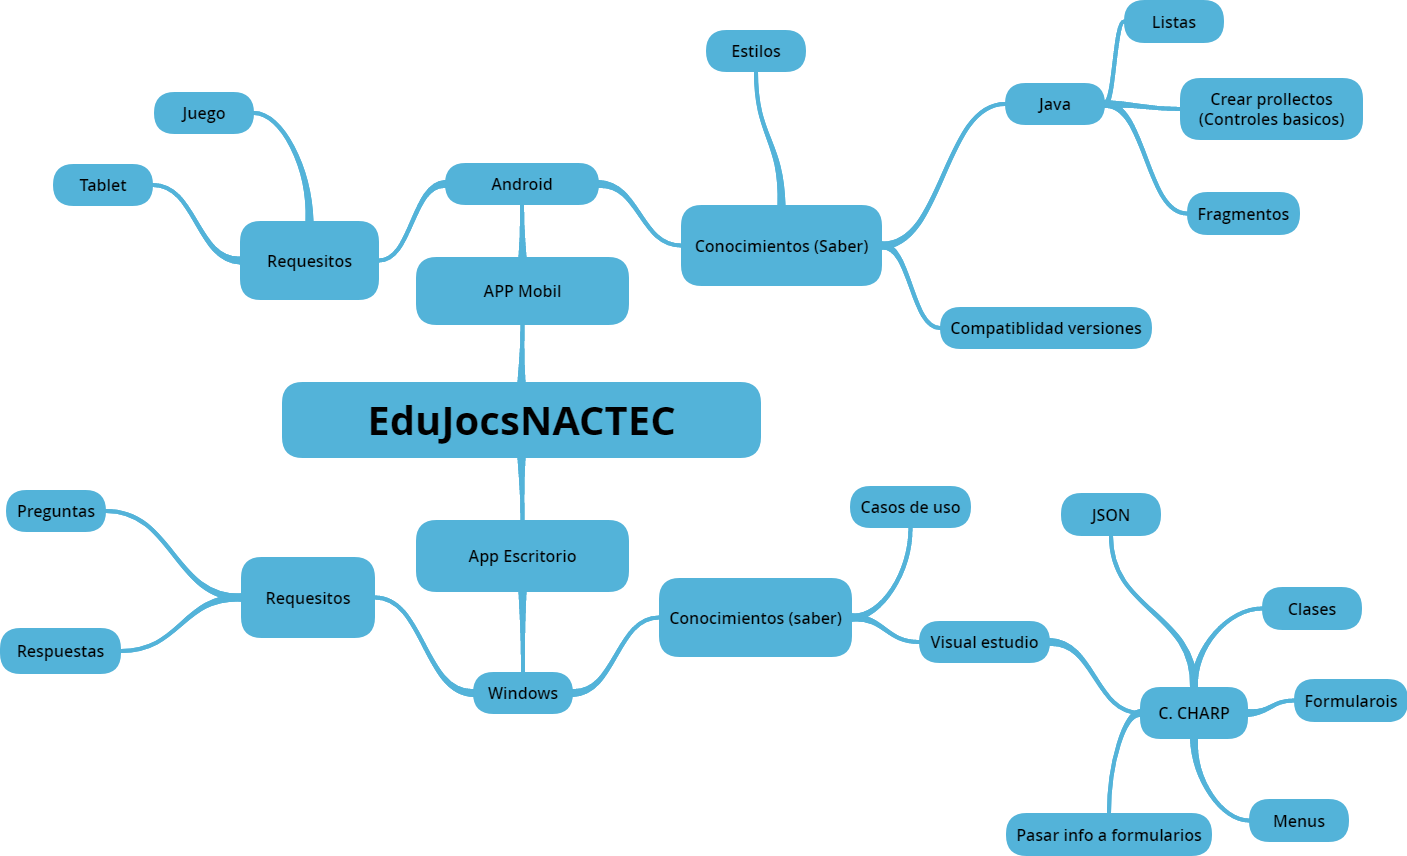 Listas
Estilos
Java
Crear prollectos
(Controles basicos)
Juego
Tablet
Android
Fragmentos
Requesitos
Conocimientos (Saber)
APP Mobil
Compatiblidad versiones
EduJocsNACTEC
Preguntas
Casos de uso
JSON
App Escritorio
Requesitos
Clases
Conocimientos (saber)
Visual estudio
Respuestas
Windows
Formularois
C. CHARP
Menus
Pasar info a formularios